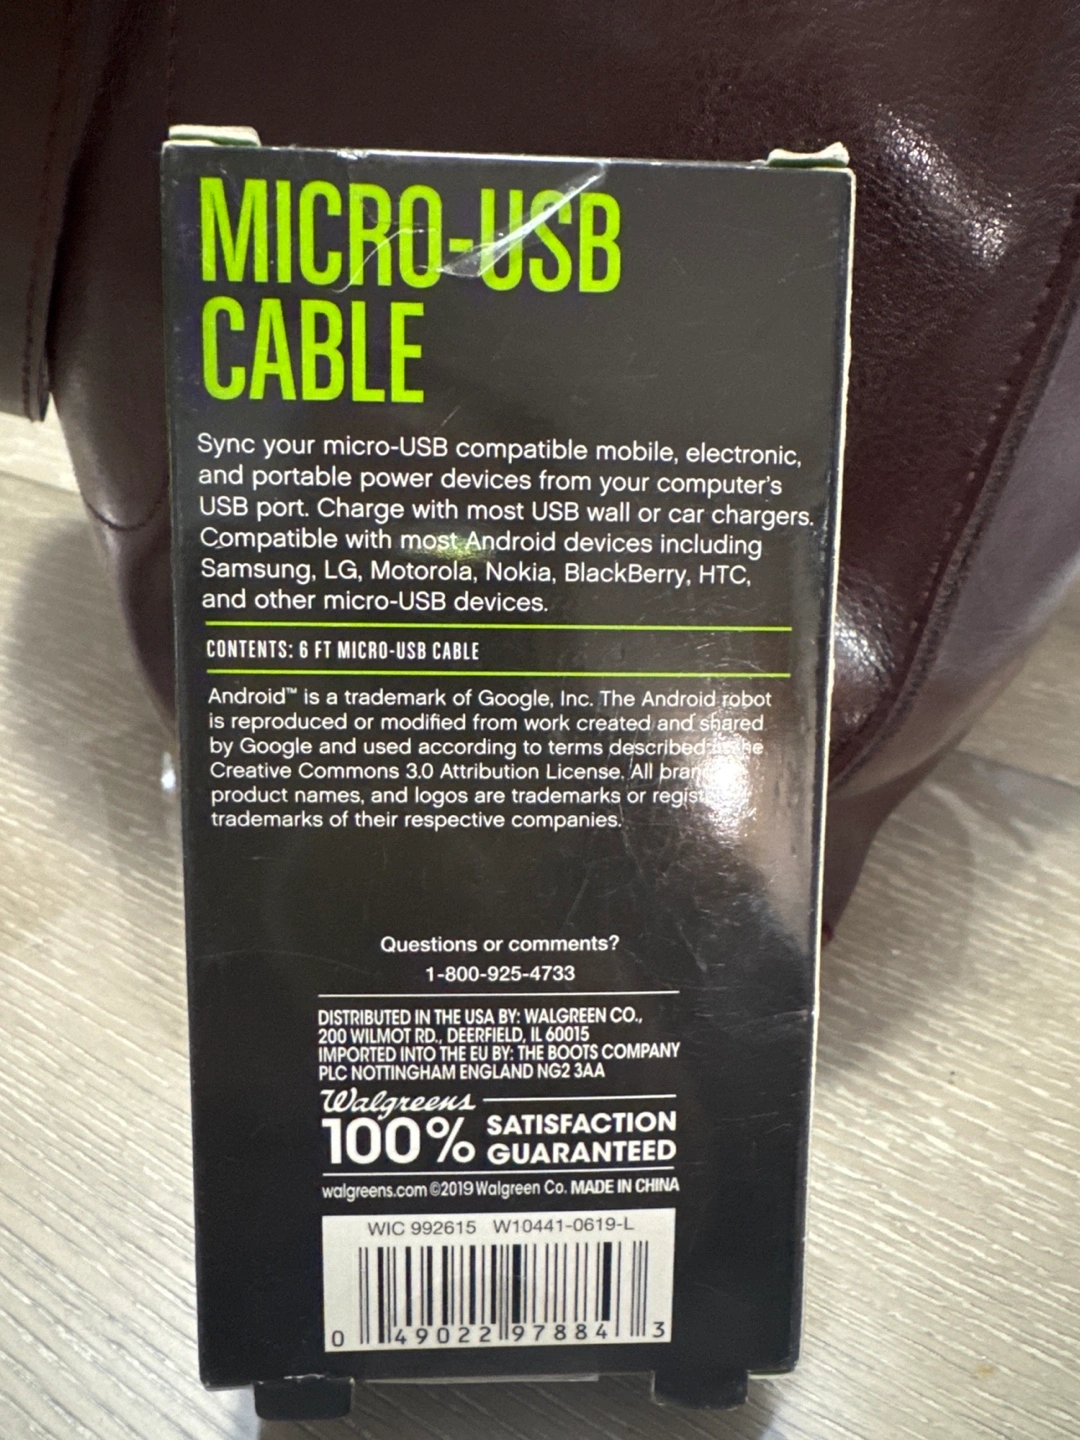 MICRO-USB
CABLE
Sync your micro-USB compatible mobile, electronic,
and portable power devices from your computer's
USB port. Charge with most USB wall or car chargers.
Compatible with most Android devices including
Samsung, LG, Motorola, Nokia, BlackBerry, HTC,
and other micro-USB devices.
CONTENTS: 6 FT MICRO-USB CABLE
Android™ is a trademark of Google, Inc. The Android robot
is reproduced or modified from work created and shared
by Google and used according to terms described
Creative Commons 3.0 Attribution License. All
product names, and logos are trademarks or
trademarks of their respective companies.
Questions or comments?
1-800-925-4733
DISTRIBUTED IN THE USA BY: WALGREEN CO.,
200 WILMOT RD., DEERFIELD, IL 60015
IMPORTED INTO THE EU BY: THE BOOTS COMPANY
PLC NOTTINGHAM ENGLAND NG2 3AA
Walgreens
100% SATISFACTION
GUARANTEED
walgreens.com ©2019 Walgreen Co. MADE IN CHINA
WIC 992615 W10441-0619-L
0 49022 97884 3